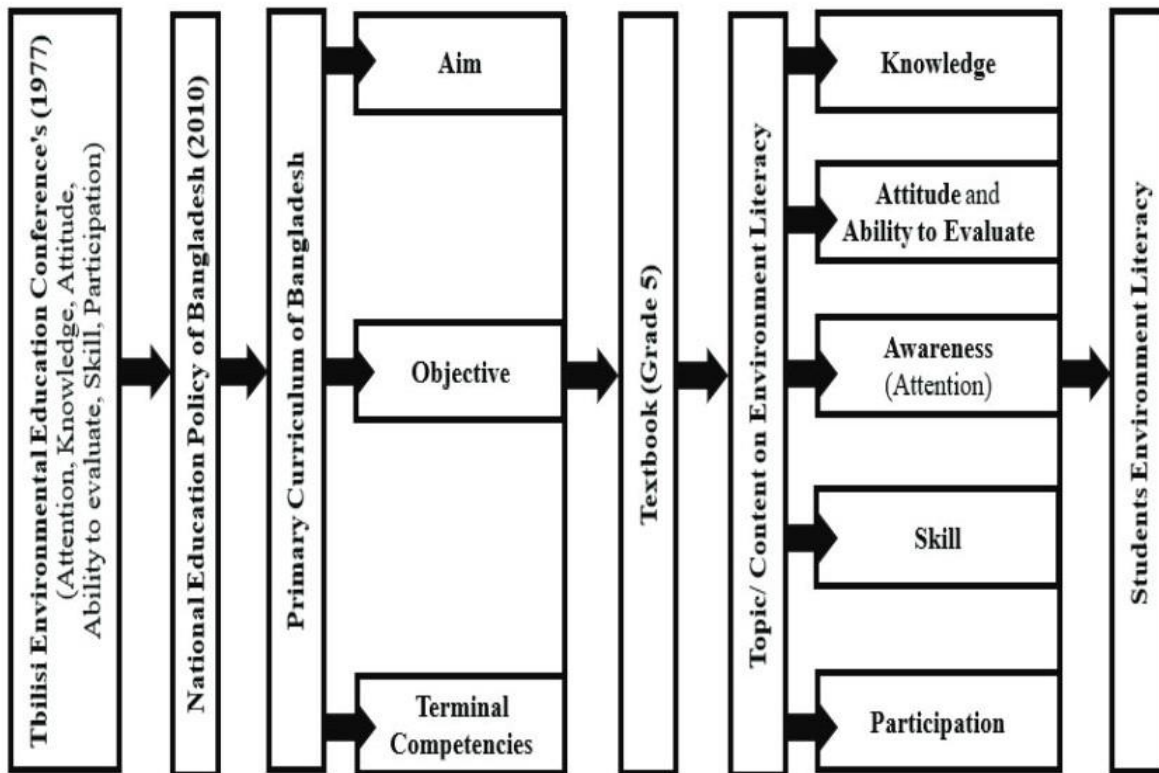 Tbilisi Environmental Education Conference's (1977)
(Attention, Knowledge, Attitude,
Ability to evaluate, Skill, Participation)
National Education Policy of Bangladesh (2010)
Primary Curriculum of Bangladesh
Aim
Objective
Terminal
Competencies
Textbook (Grade 5)
Topic/ Content on Environment Literacy
Knowledge
Attitude and
Ability to Evaluate
Awareness
(Attention)
Skill
Participation
Students Environment Literacy